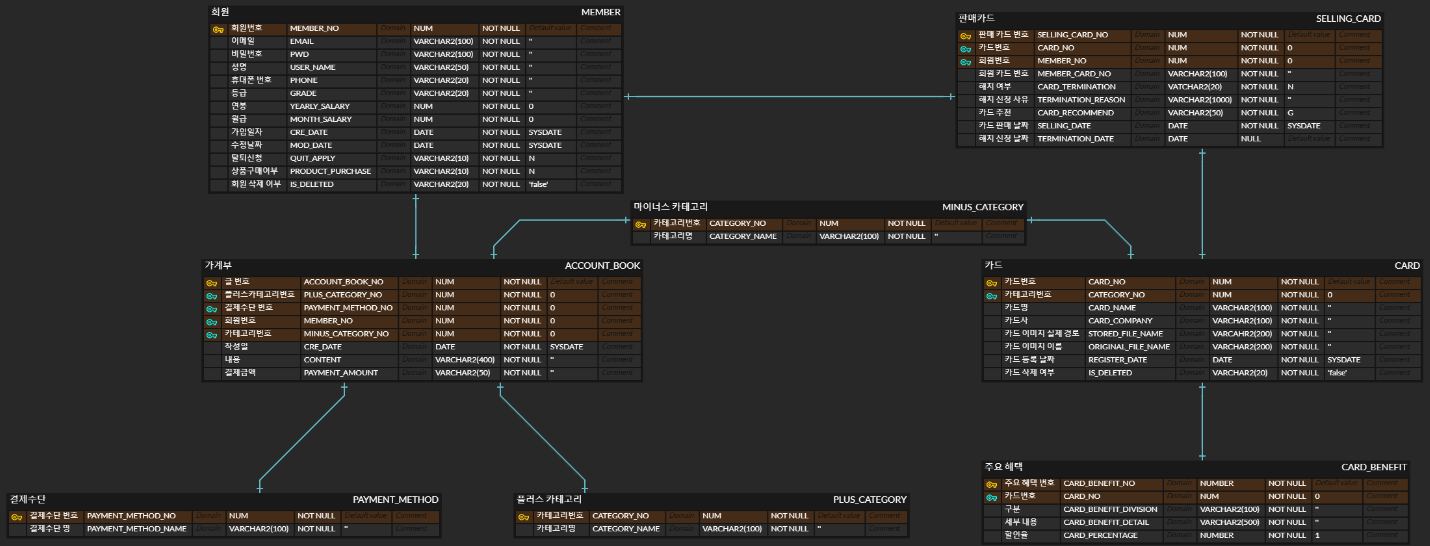 회원 MEMBER
회원번호 MEMBER_NO Domain NUM NOT NULL Default value Comment
이메일 EMAIL Domain VARCHAR2(100) NOT NULL '' Comment
비밀번호 PWD Domain VARCHAR2(500) NOT NULL '' Comment
성명 USER_NAME Domain VARCHAR2(50) NOT NULL '' Comment
휴대폰 번호 PHONE Domain VARCHAR2(20) NOT NULL '' Comment
등급 GRADE Domain VARCHAR2(20) NOT NULL '' Comment
연봉 YEARLY_SALARY Domain NUM NOT NULL 0 Comment
월급 MONTH_SALARY Domain NUM NOT NULL 0 Comment
가입일자 CRE_DATE Domain DATE NOT NULL SYSDATE Comment
수정날짜 MOD_DATE Domain DATE NOT NULL SYSDATE Comment
탈퇴신청 QUIT_APPLY Domain VARCHAR2(10) NOT NULL N Comment
상품구매여부 PRODUCT_PURCHASE Domain VARCHAR2(10) NOT NULL N Comment
회원 삭제 여부 IS_DELETED Domain VARCHAR2(20) NOT NULL 'false' Comment
판매카드 SELLING_CARD
판매 카드 번호 SELLING_CARD_NO Domain NUM NOT NULL Default value Comment
카드번호 CARD_NO Domain NUM NOT NULL 0 Comment
회원번호 MEMBER_NO Domain NUM NOT NULL 0 Comment
회원 카드 번호 MEMBER_CARD_NO Domain VARCHAR2(100) NOT NULL '' Comment
해지 여부 CARD_TERMINATION Domain VATCHAR2(20) NOT NULL N Comment
해지 신청 사유 TERMINATION_REASON Domain VARCHAR2(1000) NOT NULL '' Comment
카드 추천 CARD_RECOMMEND Domain VARCHAR2(50) NOT NULL G Comment
카드 판매 날짜 SELLING_DATE Domain DATE NOT NULL SYSDATE Comment
해지 신청 날짜 TERMINATION_DATE Domain DATE NULL Default value Comment
마이너스 카테고리 MINUS_CATEGORY
카테고리번호 CATEGORY_NO Domain NUM NOT NULL Default value Comment
카테고리명 CATEGORY_NAME Domain VARCHAR2(100) NOT NULL '' Comment
가계부 ACCOUNT_BOOK
글 번호 ACCOUNT_BOOK_NO Domain NUM NOT NULL Default value Comment
플러스카테고리번호 PLUS_CATEGORY_NO Domain NUM NOT NULL 0 Comment
결제수단 번호 PAYMENT_METHOD_NO Domain NUM NOT NULL 0 Comment
회원번호 MEMBER_NO Domain NUM NOT NULL 0 Comment
카테고리번호 MINUS_CATEGORY_NO Domain NUM NOT NULL 0 Comment
작성일 CRE_DATE Domain DATE NOT NULL SYSDATE Comment
내용 CONTENT Domain VARCHAR2(400) NOT NULL '' Comment
결제금액 PAYMENT_AMOUNT Domain VARCHAR2(50) NOT NULL '' Comment
카드 CARD
카드번호 CARD_NO Domain NUM NOT NULL Default value Comment
카테고리번호 CATEGORY_NO Domain NUM NOT NULL 0 Comment
카드명 CARD_NAME Domain VARCHAR2(100) NOT NULL '' Comment
카드사 CARD_COMPANY Domain VARCHAR2(100) NOT NULL '' Comment
카드 이미지 실제 경로 STORED_FILE_NAME Domain VARCAHR2(200) NOT NULL '' Comment
카드 이미지 이름 ORIGINAL_FILE_NAME Domain VARCHAR2(200) NOT NULL '' Comment
카드 등록 날짜 REGISTER_DATE Domain DATE NOT NULL SYSDATE Comment
카드 삭제 여부 IS_DELETED Domain VARCHAR2(20) NOT NULL 'false' Comment
결제수단 PAYMENT_METHOD
결제수단 번호 PAYMENT_METHOD_NO Domain NUM NOT NULL Default value Comment
결제수단 명 PAYMENT_METHOD_NAME Domain VARCHAR2(100) NOT NULL '' Comment
플러스 카테고리 PLUS_CATEGORY
카테고리번호 CATEGORY_NO Domain NUM NOT NULL Default value Comment
카테고리명 CATEGORY_NAME Domain VARCHAR2(100) NOT NULL '' Comment
주요 혜택 CARD_BENEFIT
주요 혜택 번호 CARD_BENEFIT_NO Domain NUMBER NOT NULL Default value Comment
카드번호 CARD_NO Domain NUM NOT NULL 0 Comment
구분 CARD_BENEFIT_DIVISION Domain VARCHAR2(100) NOT NULL '' Comment
세부 내용 CARD_BENEFIT_DETAIL Domain VARCHAR2(500) NOT NULL '' Comment
할인율 CARD_PERCENTAGE Domain NUMBER NOT NULL 1 Comment